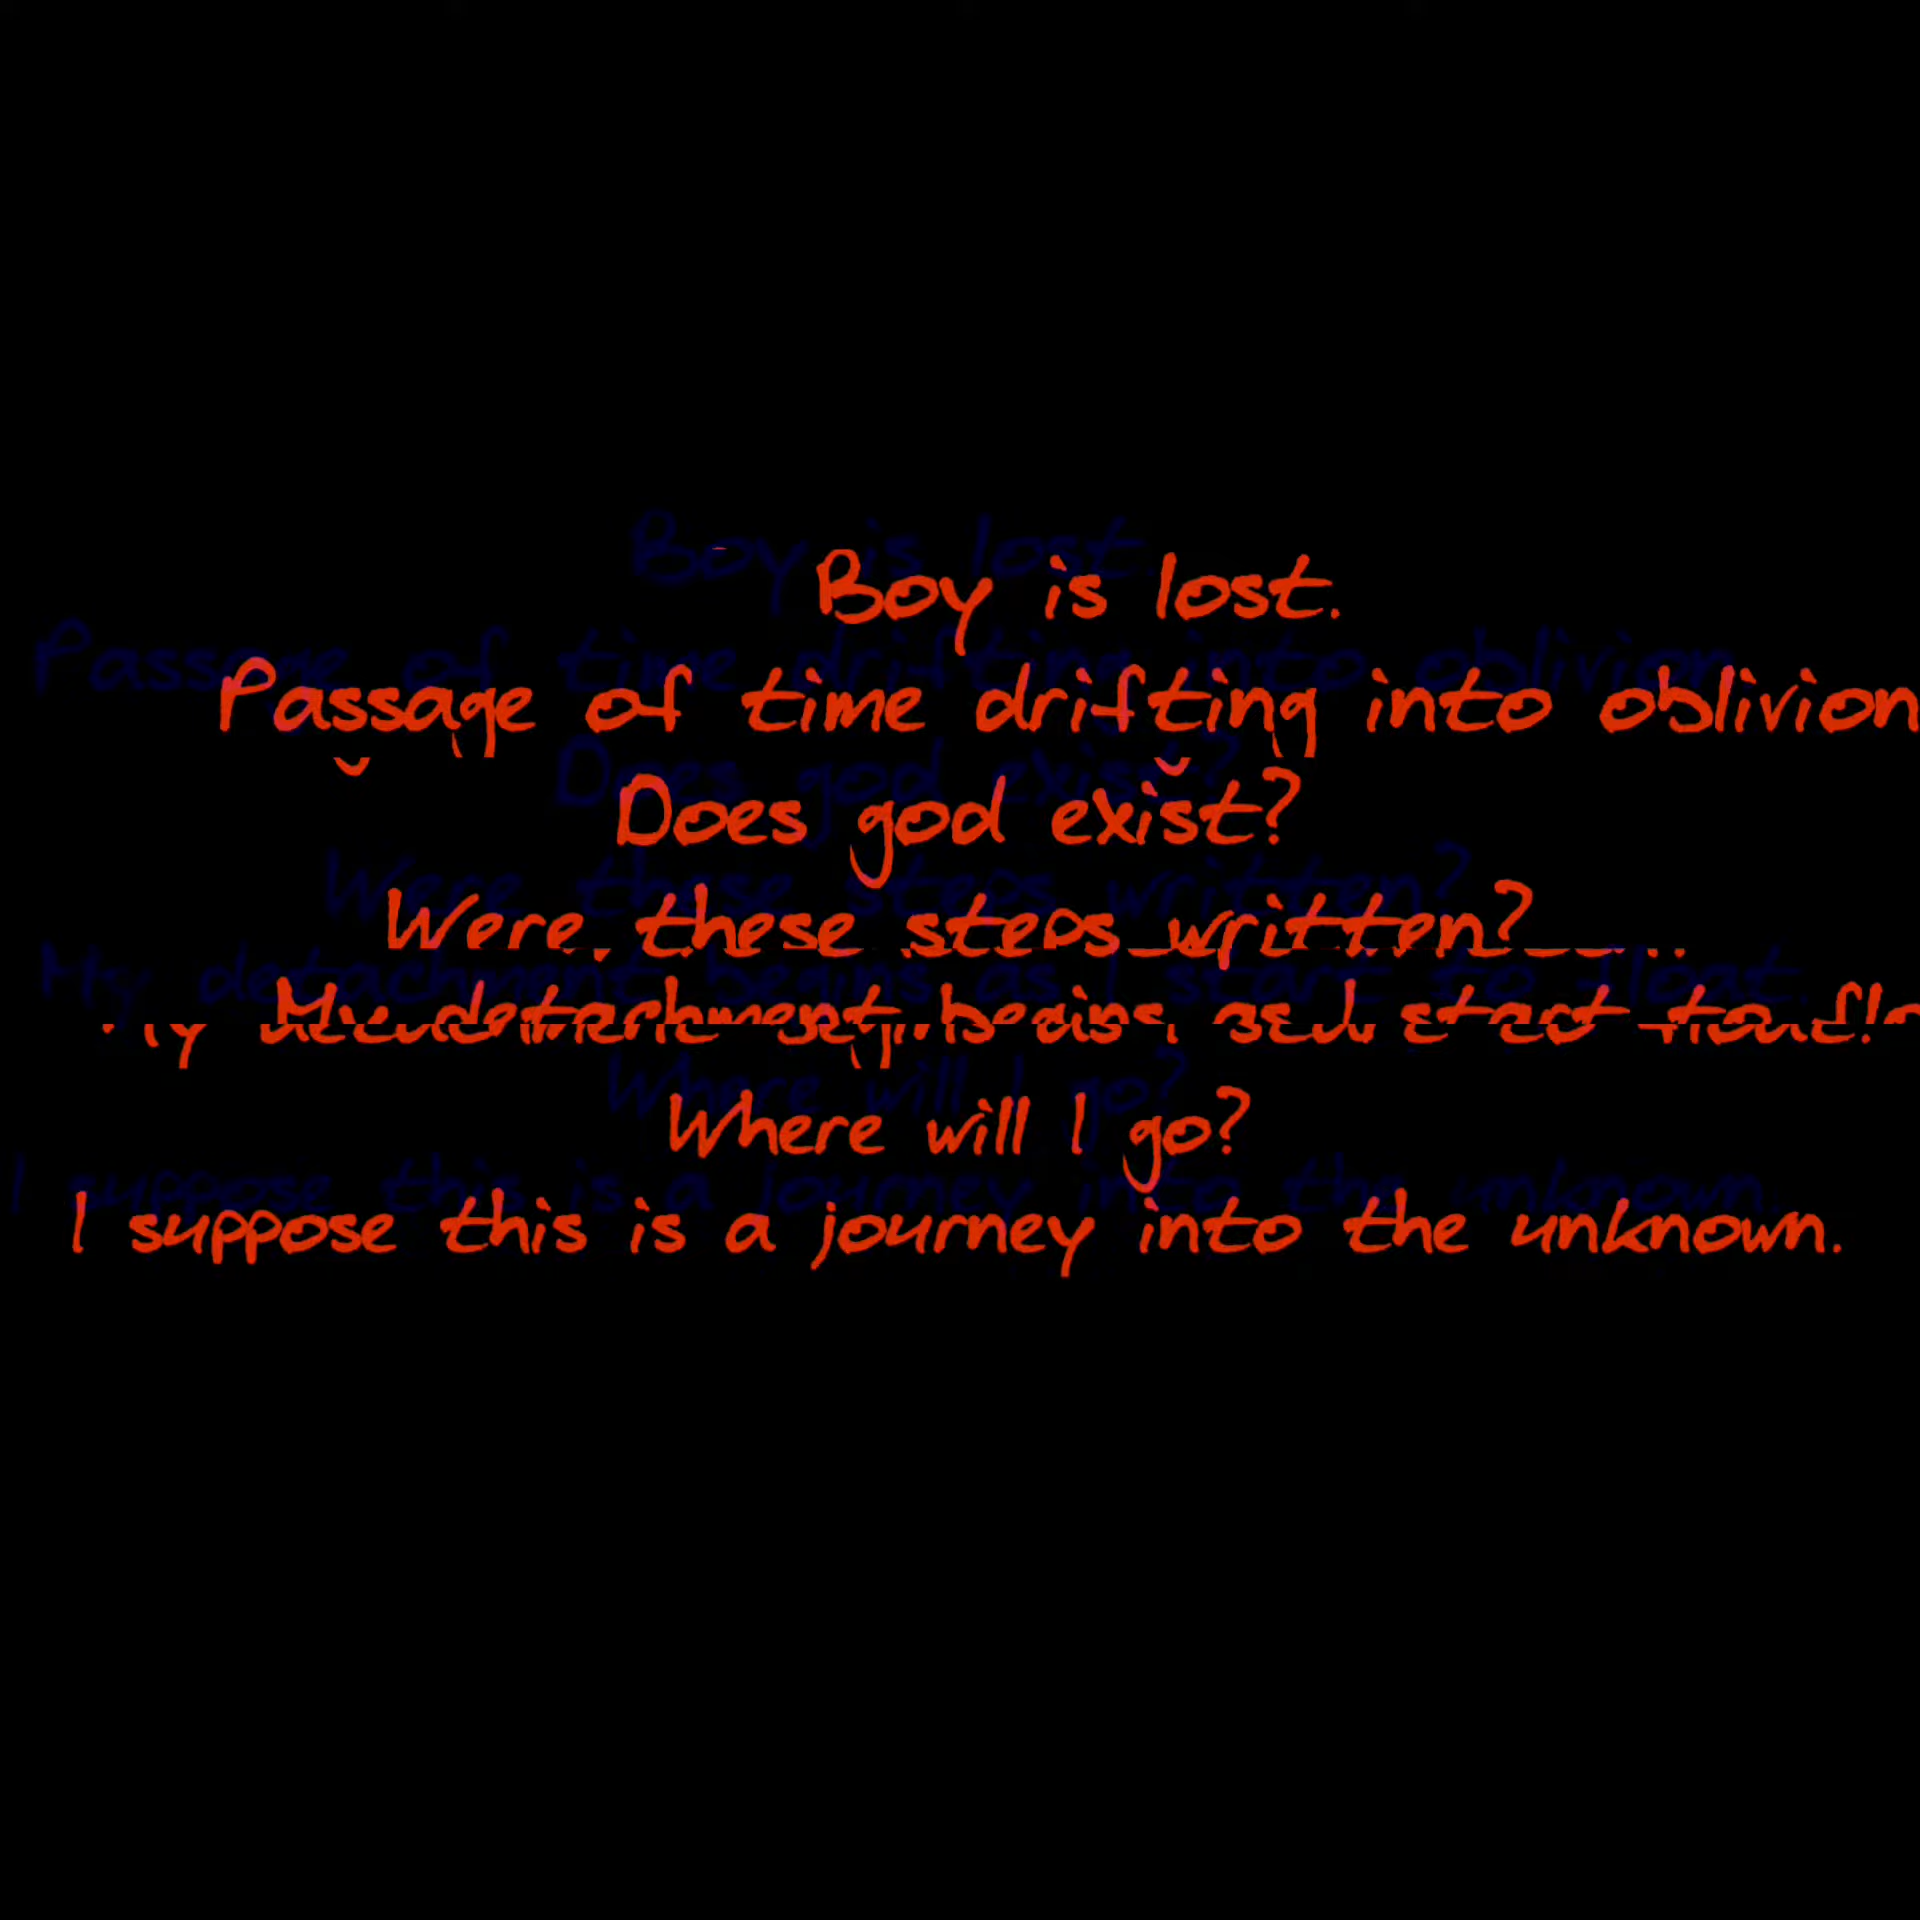 Boy is lost.
Passage of time drifting into oblivion
Does god exist?
Were these steps written?
My detachment begins as I start to float.
Where will I go?
I suppose this is a journey into the unknown.